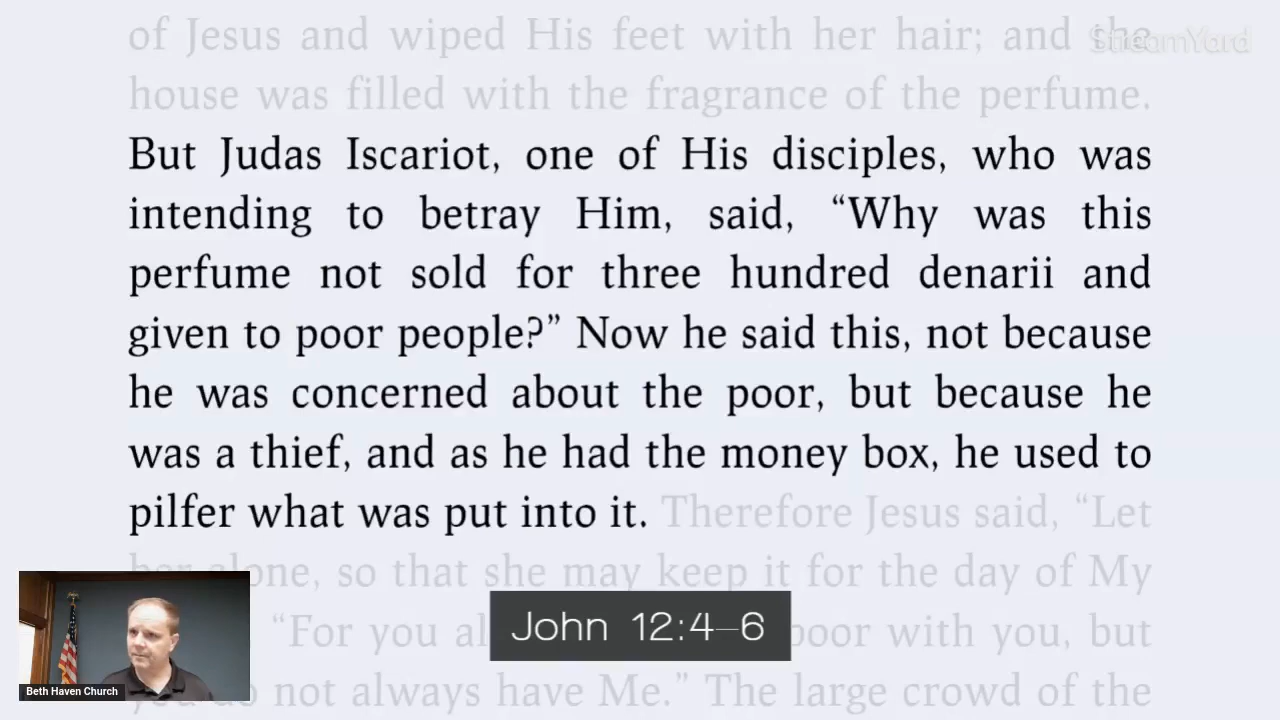 of Jesus and wiped His feet with her hair; and she
StreamYard
house was filled with the fragrance of the perfume.
But Judas Iscariot, one of His disciples, who was
intending to betray Him, said, “Why was this
perfume not sold for three hundred denarii and
given to poor people?” Now he said this, not because
he was concerned about the poor, but because he
was a thief, and as he had the money box, he used to
pilfer what was put into it. Therefore Jesus said, “Let
her alone, so that she may keep it for the day of My
“For you poor with you, but
John 12:4–6
not always have Me.” The large crowd of the
Beth Haven Church